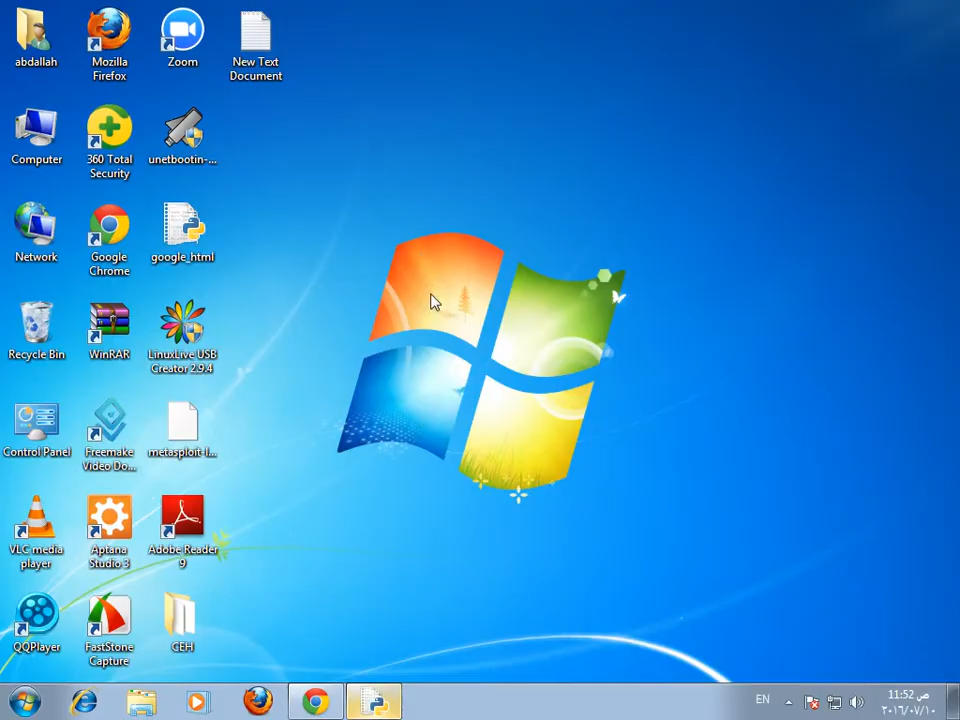 abdallah
Mozilla
Firefox
Zoom
New Text
Document
Computer
360 Total
Security
unetbootin-...
Network
Google
Chrome
google_html
Recycle Bin
WinRAR
LinuxLive USB
Creator 2.9.4
Control Panel
Freemake
Video Do...
metasploit-l...
VLC media
player
Aptana
Studio 3
Adobe Reader
9
QQPlayer
FastStone
Capture
CEH
EN
11:52 ص
٢٠١٦/٠٧/١٠